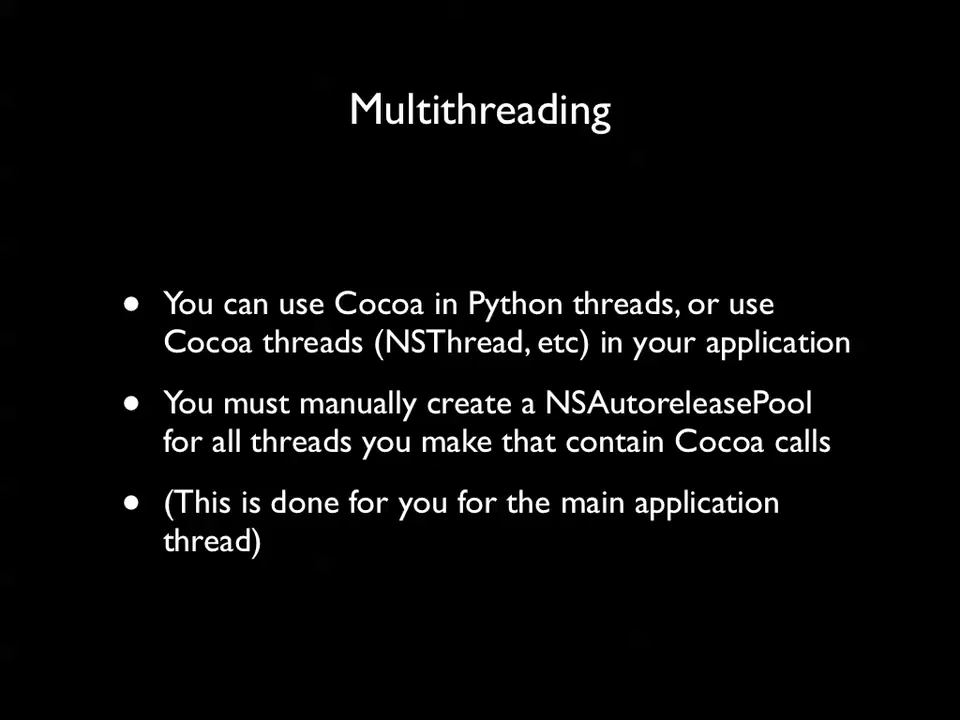 Multithreading
• You can use Cocoa in Python threads, or use
Cocoa threads (NSThread, etc) in your application
• You must manually create a NSAutoreleasePool
for all threads you make that contain Cocoa calls
• (This is done for you for the main application
thread)